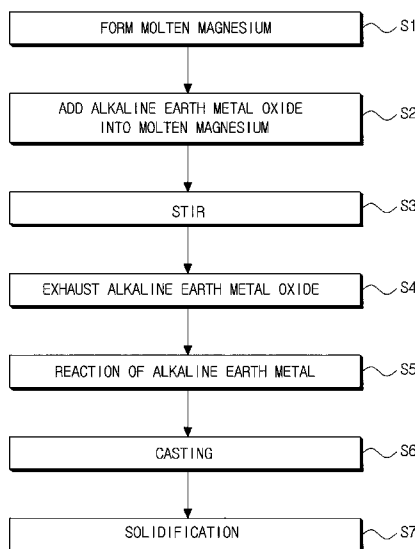 FORM MOLTEN MAGNESIUM
S1
ADD ALKALINE EARTH METAL OXIDE
INTO MOLTEN MAGNESIUM
S2
STIR
S3
EXHAUST ALKALINE EARTH METAL OXIDE
S4
REACTION OF ALKALINE EARTH METAL
S5
CASTING
S6
SOLIDIFICATION
S7